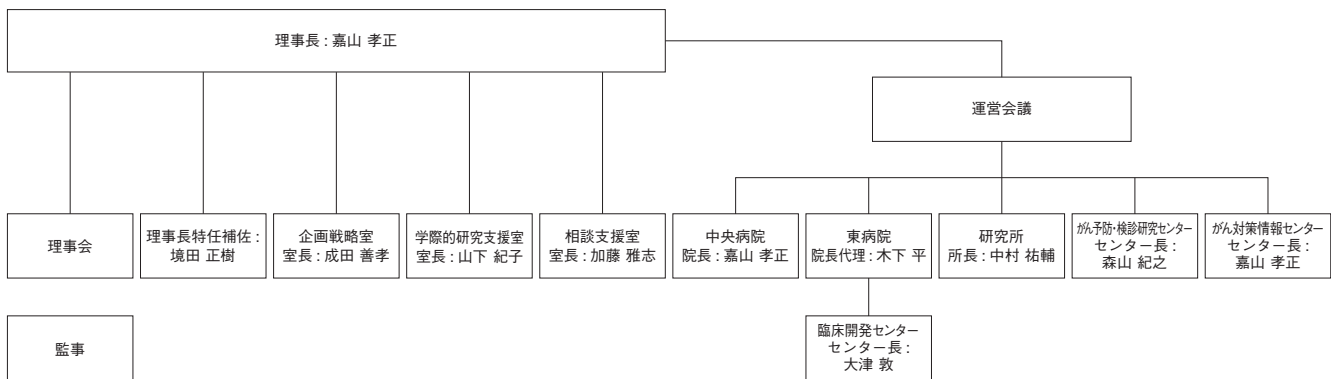 理事長：嘉山 孝正
運営会議
理事会
理事長特任補佐：
境田 正樹
企画戦略室
室長：成田 善孝
学際的研究支援室
室長：山下 紀子
相談支援室
室長：加藤 雅志
中央病院
院長：嘉山 孝正
東病院
院長代理：木下 平
研究所
所長：中村 祐輔
がん予防・検診研究センター
センター長：
森山 紀之
がん対策情報センター
センター長：
嘉山 孝正
監事
臨床開発センター
センター長：
大津 敦